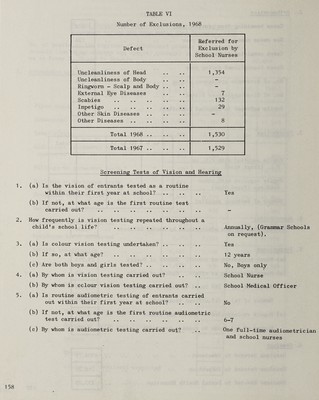 TABLE VI
Number of Exclusions, 1968
Defect
Referred for
Exclusion by
School Nurses
Uncleanliness of Head .. .. 1,354
Uncleanliness of Body .. .. -
Ringworm - Scalp and Body .. .. -
External Eye Diseases .. .. 7
Scabies .. .. .. .. .. 132
Impetigo .. .. .. .. .. 29
Other Skin Diseases .. .. .. -
Other Diseases .. .. .. .. 8
Total 1968 .. .. .. 1,530
Total 1967 .. .. .. 1,529
Screening Tests of Vision and Hearing
1. (a) Is the vision of entrants tested as a routine
within their first year at school? .. .. .. Yes
(b) If not, at what age is the first routine test
carried out? .. .. .. .. .. .. .. -
2. How frequently is vision testing repeated throughout a
child's school life? .. .. .. .. .. .. Annually, (Grammar Schools
on request).
3. (a) Is colour vision testing undertaken? .. .. .. Yes
(b) If so, at what age? .. .. .. .. .. .. 12 years
(c) Are both boys and girls tested? .. .. .. .. No, Boys only
4. (a) By whom is vision testing carried out? .. .. School Nurse
(b) By whom is colour vision testing carried out? .. School Medical Officer
5. (a) Is routine audiometric testing of entrants carried
out within their first year at school? .. .. No
(b) If not, at what age is the first routine audiometric
test carried out? .. .. .. .. .. .. 6-7
(c) By whom is audiometric testing carried out? .. One full-time audiometrician
and school nurses
158